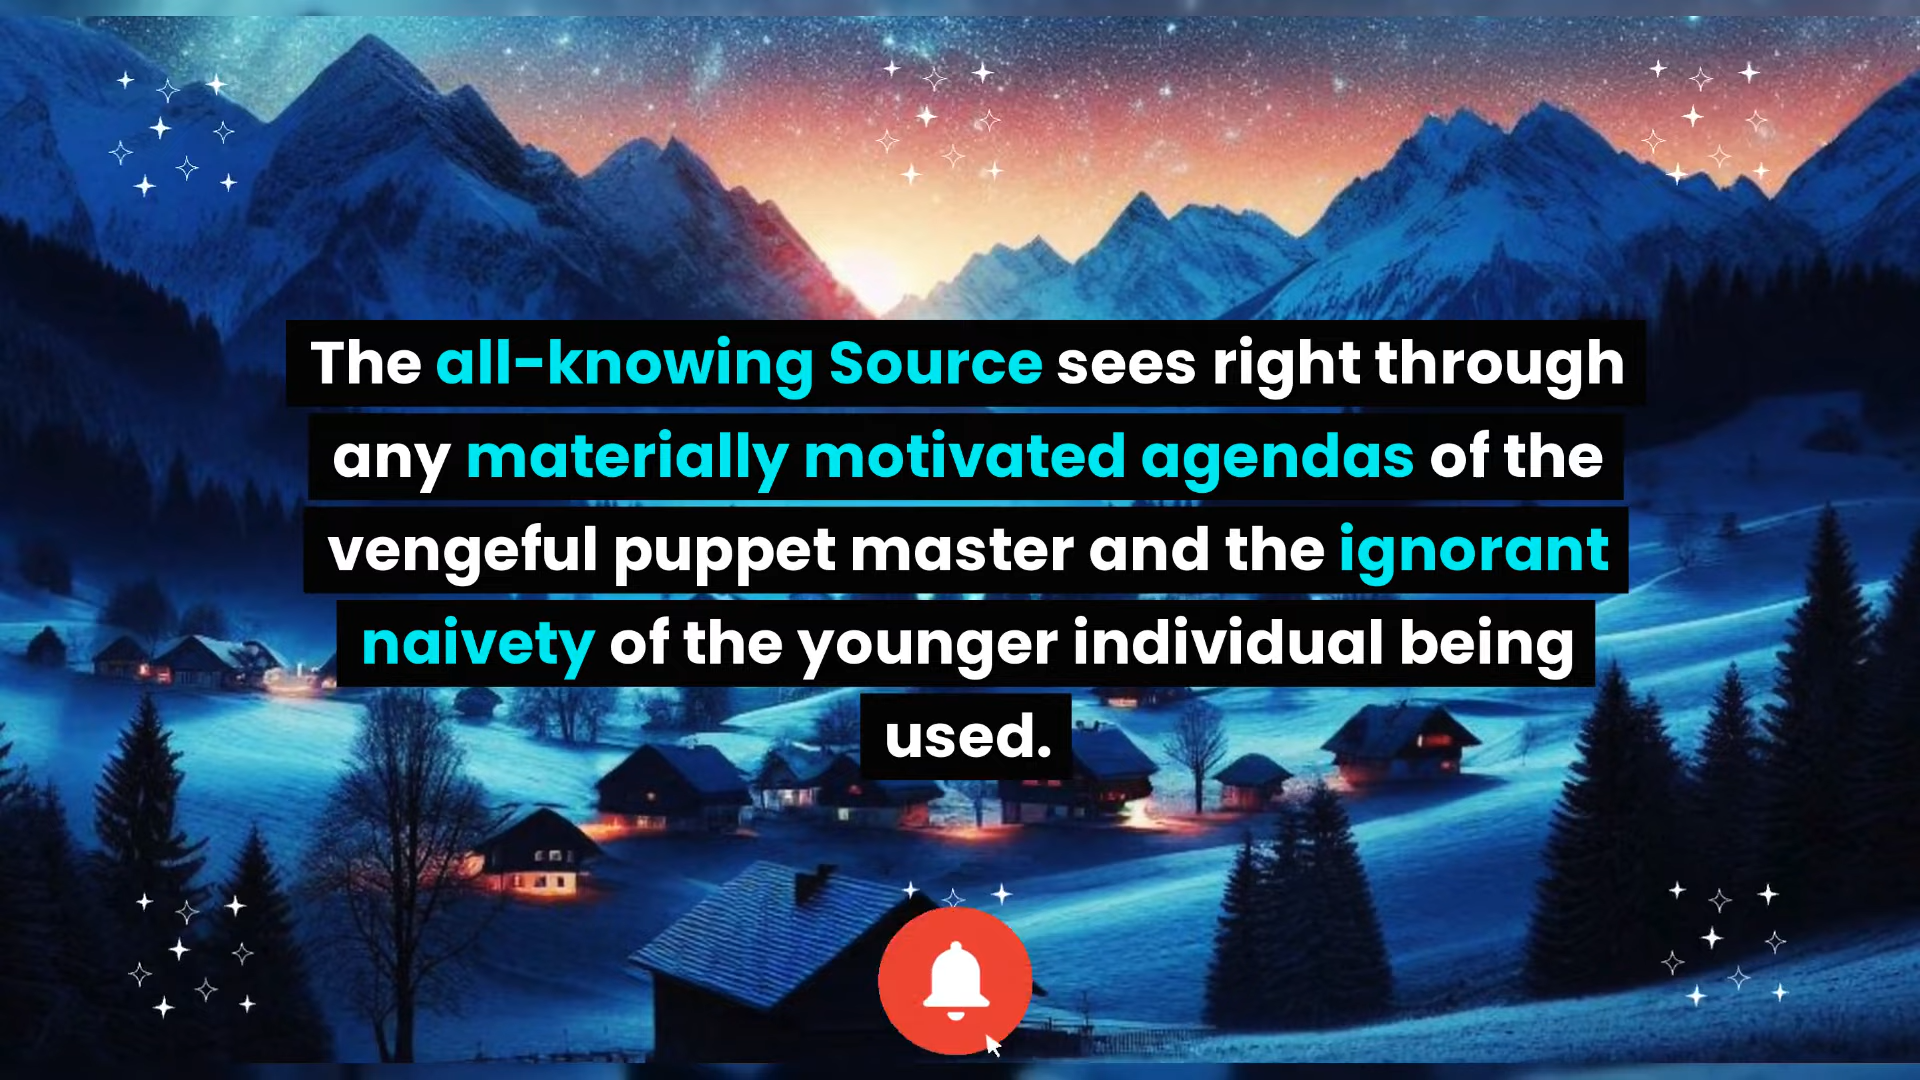 The all-knowing Source sees right through
any materially motivated agendas of the
vengeful puppet master and the ignorant
naivety of the younger individual being
used.